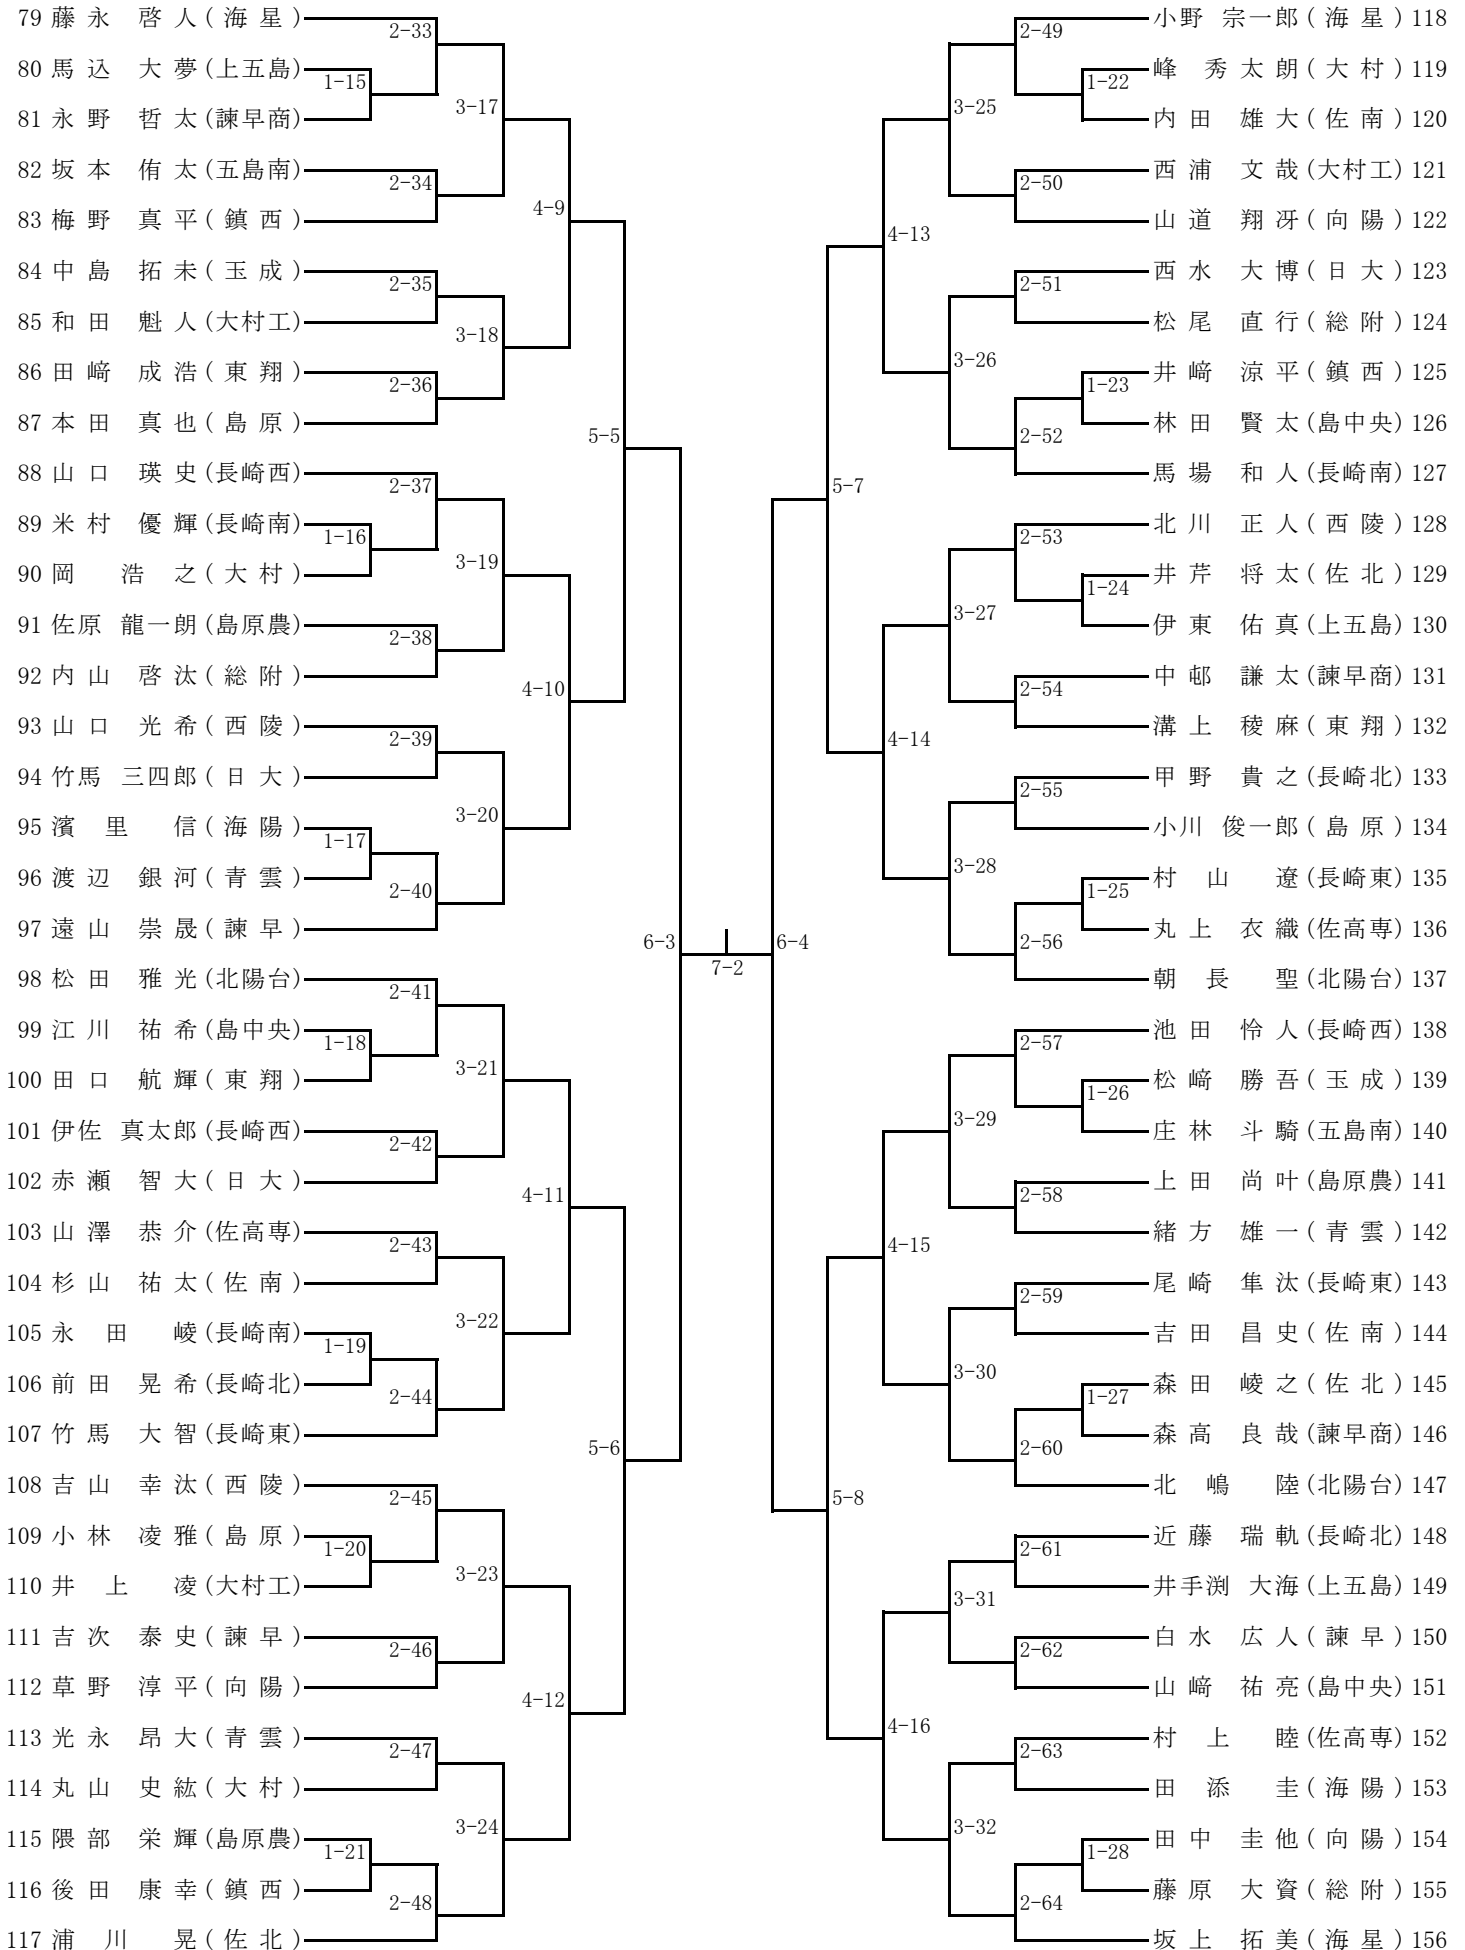 79 藤永 啓人(海星)
2-33
80 馬込 大夢(上五島)
1-15
3-17
81 永野 哲太(諫早商)
82 坂本 侑太(五島南)
2-34
4-9
83 梅野 真平(鎮西)
84 中島 拓未(玉成)
2-35
85 和田 魁人(大村工)
3-18
86 田﨑 成浩(東翔)
2-36
87 本田 真也(島原)
5-5
88 山口 瑛史(長崎西)
2-37
89 米村 優輝(長崎南)
1-16
3-19
90 岡 浩之(大村)
91 佐原 龍一朗(島原農)
2-38
92 内山 啓汰(総附)
4-10
93 山口 光希(西陵)
2-39
94 竹馬 三四郎(日大)
3-20
95 濱里 信(海陽)
1-17
96 渡辺 銀河(青雲)
2-40
97 遠山 崇晟(諫早)
6-3
7-2
98 松田 雅光(北陽台)
2-41
99 江川 祐希(島中央)
1-18
3-21
100 田口 航輝(東翔)
101 伊佐 真太郎(長崎西)
2-42
102 赤瀬 智大(日大)
4-11
103 山澤 恭介(佐高専)
2-43
104 杉山 祐太(佐南)
3-22
105 永田 崚(長崎南)
1-19
106 前田 晃希(長崎北)
2-44
107 竹馬 大智(長崎東)
5-6
108 吉山 幸汰(西陵)
2-45
109 小林 凌雅(島原)
1-20
3-23
110 井上 凌(大村工)
111 吉次 泰史(諫早)
2-46
112 草野 淳平(向陽)
4-12
113 光永 昂大(青雲)
2-47
114 丸山 史紘(大村)
3-24
115 隈部 栄輝(島原農)
1-21
116 後田 康幸(鎮西)
2-48
117 浦川 晃(佐北)
小野 宗一郎(海星) 118
2-49
峰 秀太朗(大村) 119
1-22
3-25
内田 雄大(佐南) 120
西浦 文哉(大村工) 121
2-50
山道 翔冴(向陽) 122
4-13
西水 大博(日大) 123
2-51
松尾 直行(総附) 124
3-26
井﨑 涼平(鎮西) 125
1-23
林田 賢太(島中央) 126
2-52
馬場 和人(長崎南) 127
5-7
北川 正人(西陵) 128
2-53
井芹 将太(佐北) 129
1-24
3-27
伊東 佑真(上五島) 130
中邨 謙太(諫早商) 131
2-54
溝上 稜麻(東翔) 132
4-14
甲野 貴之(長崎北) 133
2-55
小川 俊一郎(島原) 134
3-28
村山 遼(長崎東) 135
1-25
丸上 衣織(佐高専) 136
2-56
6-4
朝長 聖(北陽台) 137
池田 怜人(長崎西) 138
2-57
松﨑 勝吾(玉成) 139
1-26
3-29
庄林 斗騎(五島南) 140
上田 尚叶(島原農) 141
2-58
緒方 雄一(青雲) 142
4-15
尾崎 隼汰(長崎東) 143
2-59
吉田 昌史(佐南) 144
3-30
森田 崚之(佐北) 145
1-27
森高 良哉(諫早商) 146
2-60
北嶋 陸(北陽台) 147
5-8
近藤 瑞軌(長崎北) 148
2-61
井手渕 大海(上五島) 149
3-31
白水 広人(諫早) 150
2-62
山﨑 祐亮(島中央) 151
4-16
村上 睦(佐高専) 152
2-63
田添 圭(海陽) 153
3-32
田中 圭他(向陽) 154
1-28
藤原 大資(総附) 155
2-64
坂上 拓美(海星) 156